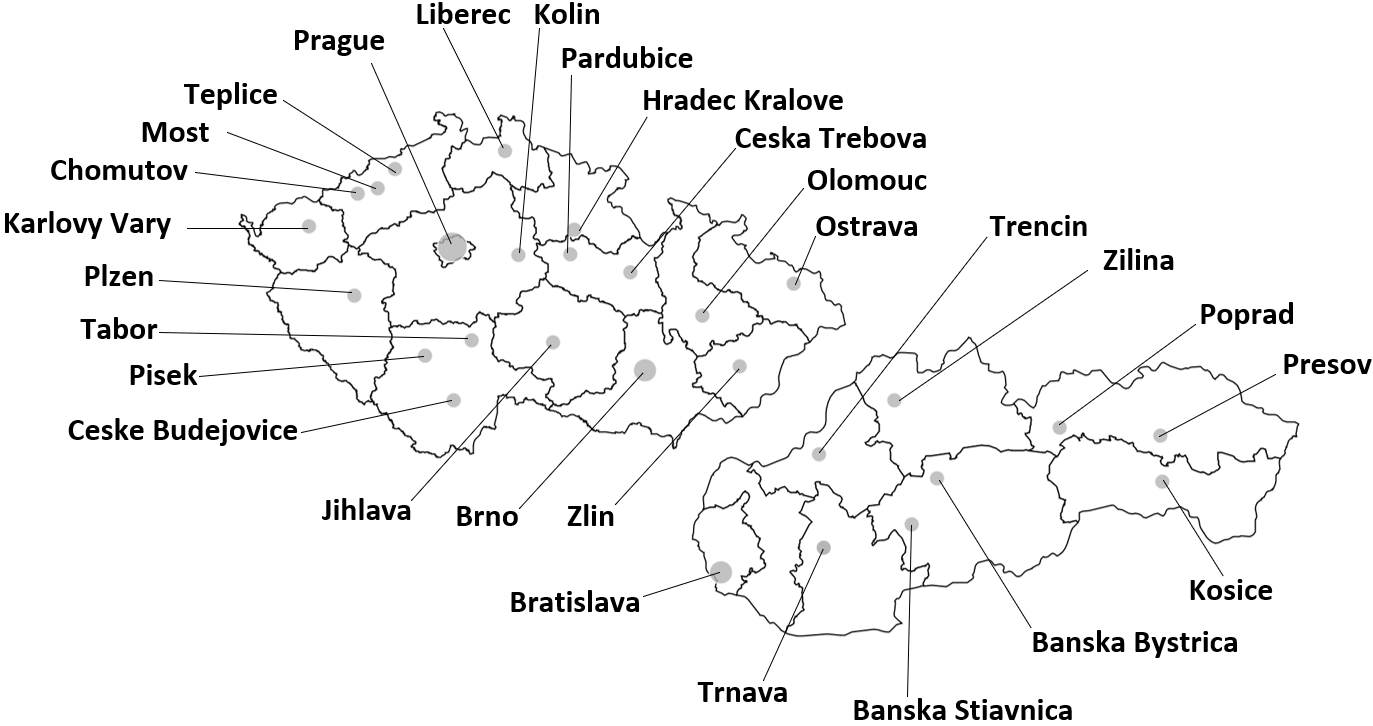 Liberec
Kolin
Prague
Pardubice
Teplice
Hradec Kralove
Most
Ceska Trebova
Chomutov
Olomouc
Karlovy Vary
Ostrava
Trencin
Zilina
Plzen
Poprad
Tabor
Presov
Pisek
Ceske Budejovice
Jihlava
Brno
Zlin
Kosice
Bratislava
Banska Bystrica
Trnava
Banska Stiavnica